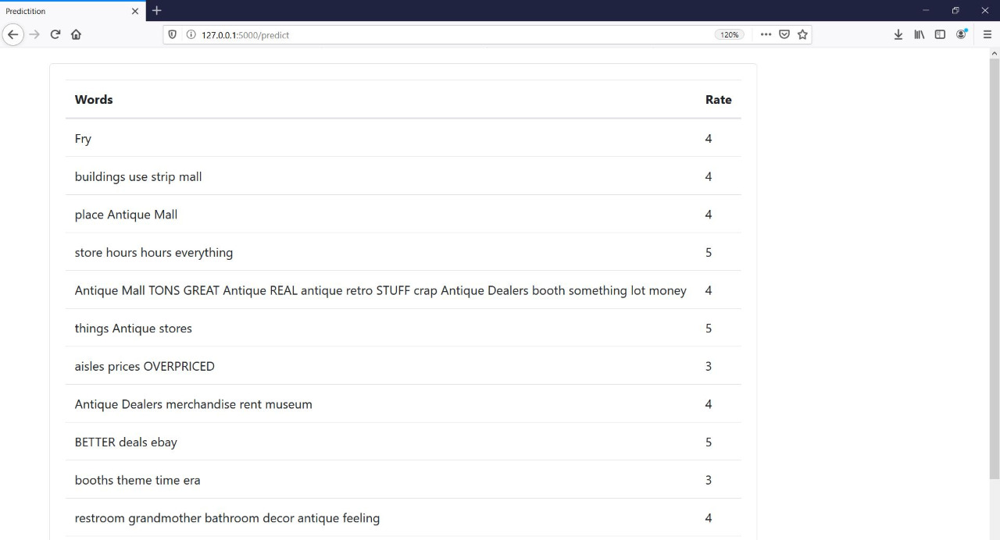 Predictition
127.0.0.1:5000/predict
120%
Words Rate
Fry 4
buildings use strip mall 4
place Antique Mall 4
store hours hours everything 5
Antique Mall TONS GREAT Antique REAL antique retro STUFF crap Antique Dealers booth something lot money 4
things Antique stores 5
aisles prices OVERPRICED 3
Antique Dealers merchandise rent museum 4
BETTER deals ebay 5
booths theme time era 3
restroom grandmother bathroom decor antique feeling 4